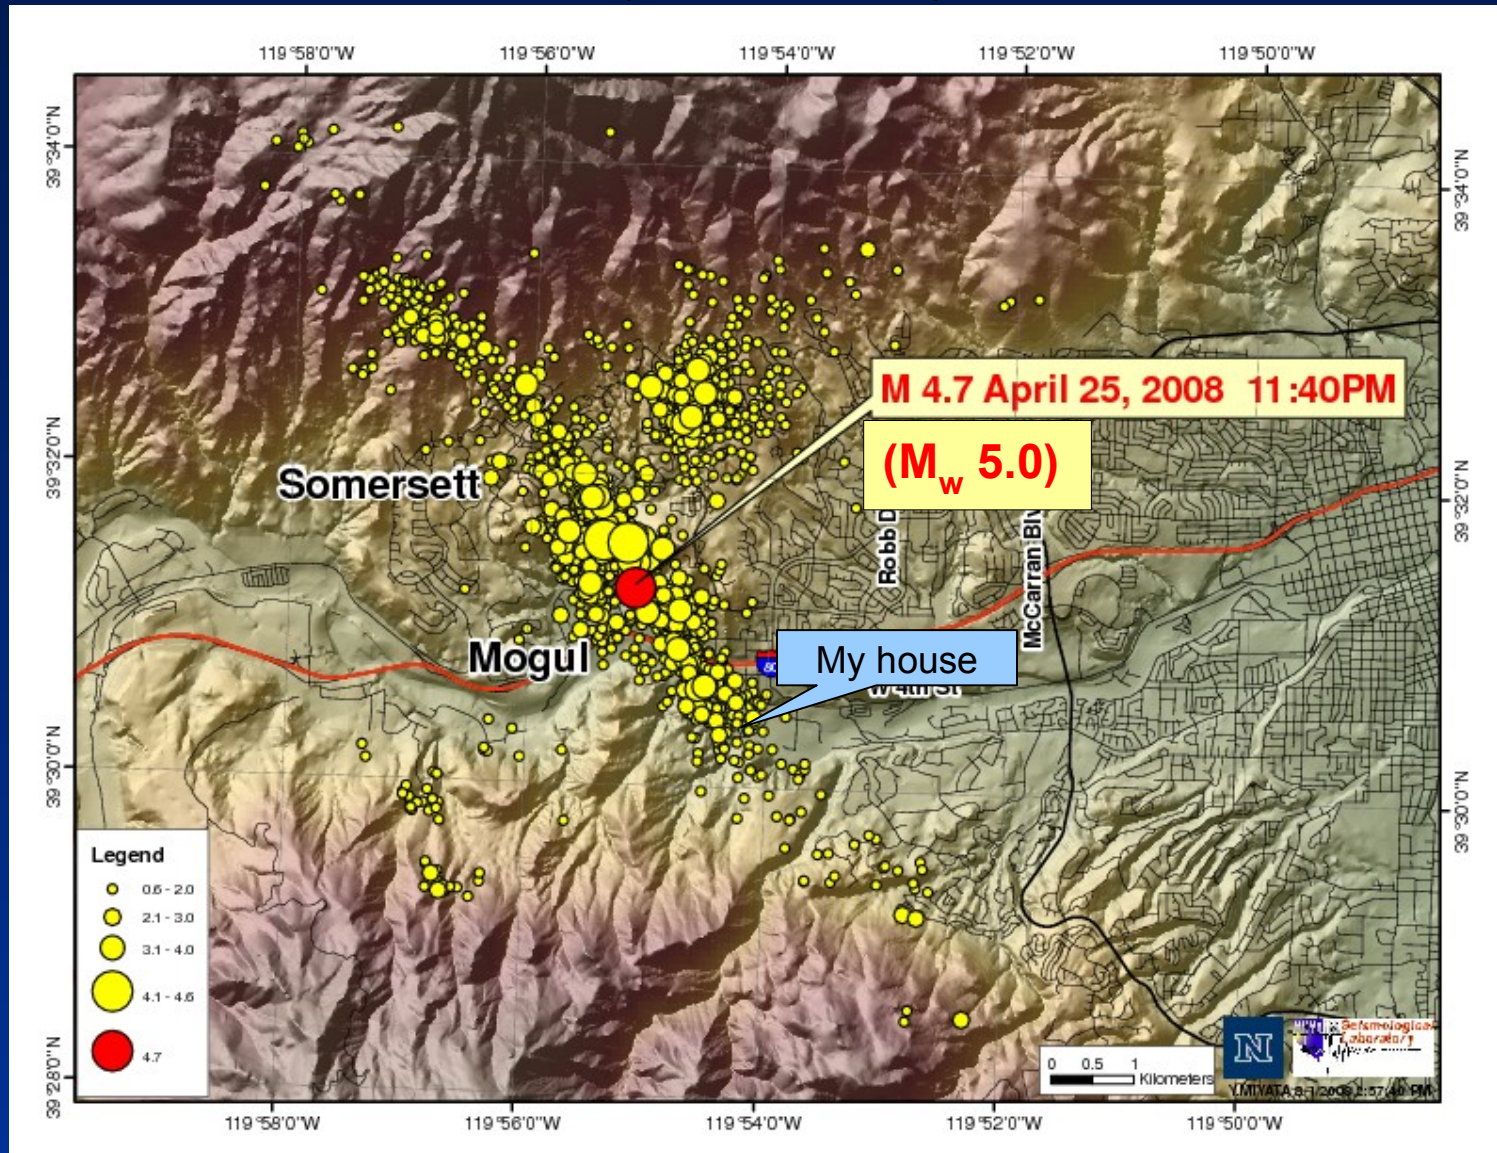 119°58'0"W 119°56'0"W 119°54'0"W 119°52'0"W 119°50'0"W
39°34'0"N
39°34'0"N
M 4.7 April 25, 2008 11:40PM
39°32'0"N
(Mw 5.0)
Somersett
39°32'0"N
Robb D
McCarran Blv
Mogul
My house
80
W 4th St
39°30'0"N
39°30'0"N
Legend
0.6 - 2.0
2.1 - 3.0
3.1 - 4.0
4.1 - 4.6
4.7
N
Seismological
Laboratory
0 0.5 1
Kilometers
39°28'0"N
119°58'0"W 119°56'0"W 119°54'0"W 119°52'0"W 119°50'0"W